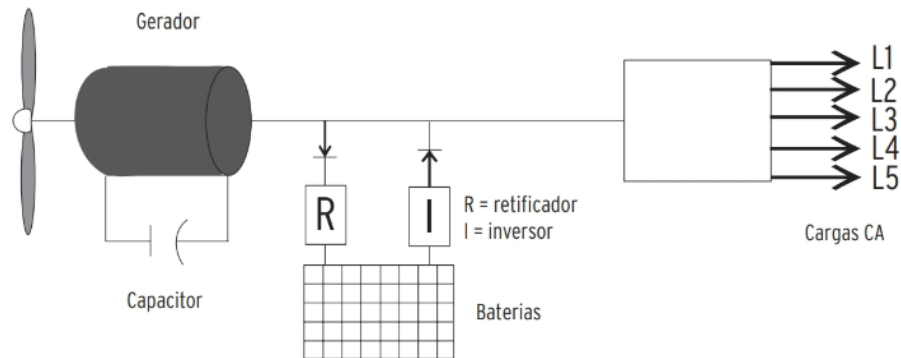 Gerador
L1
L2
L3
L4
L5
R
I
R = retificador
I = inversor
Cargas CA
Capacitor
Baterias